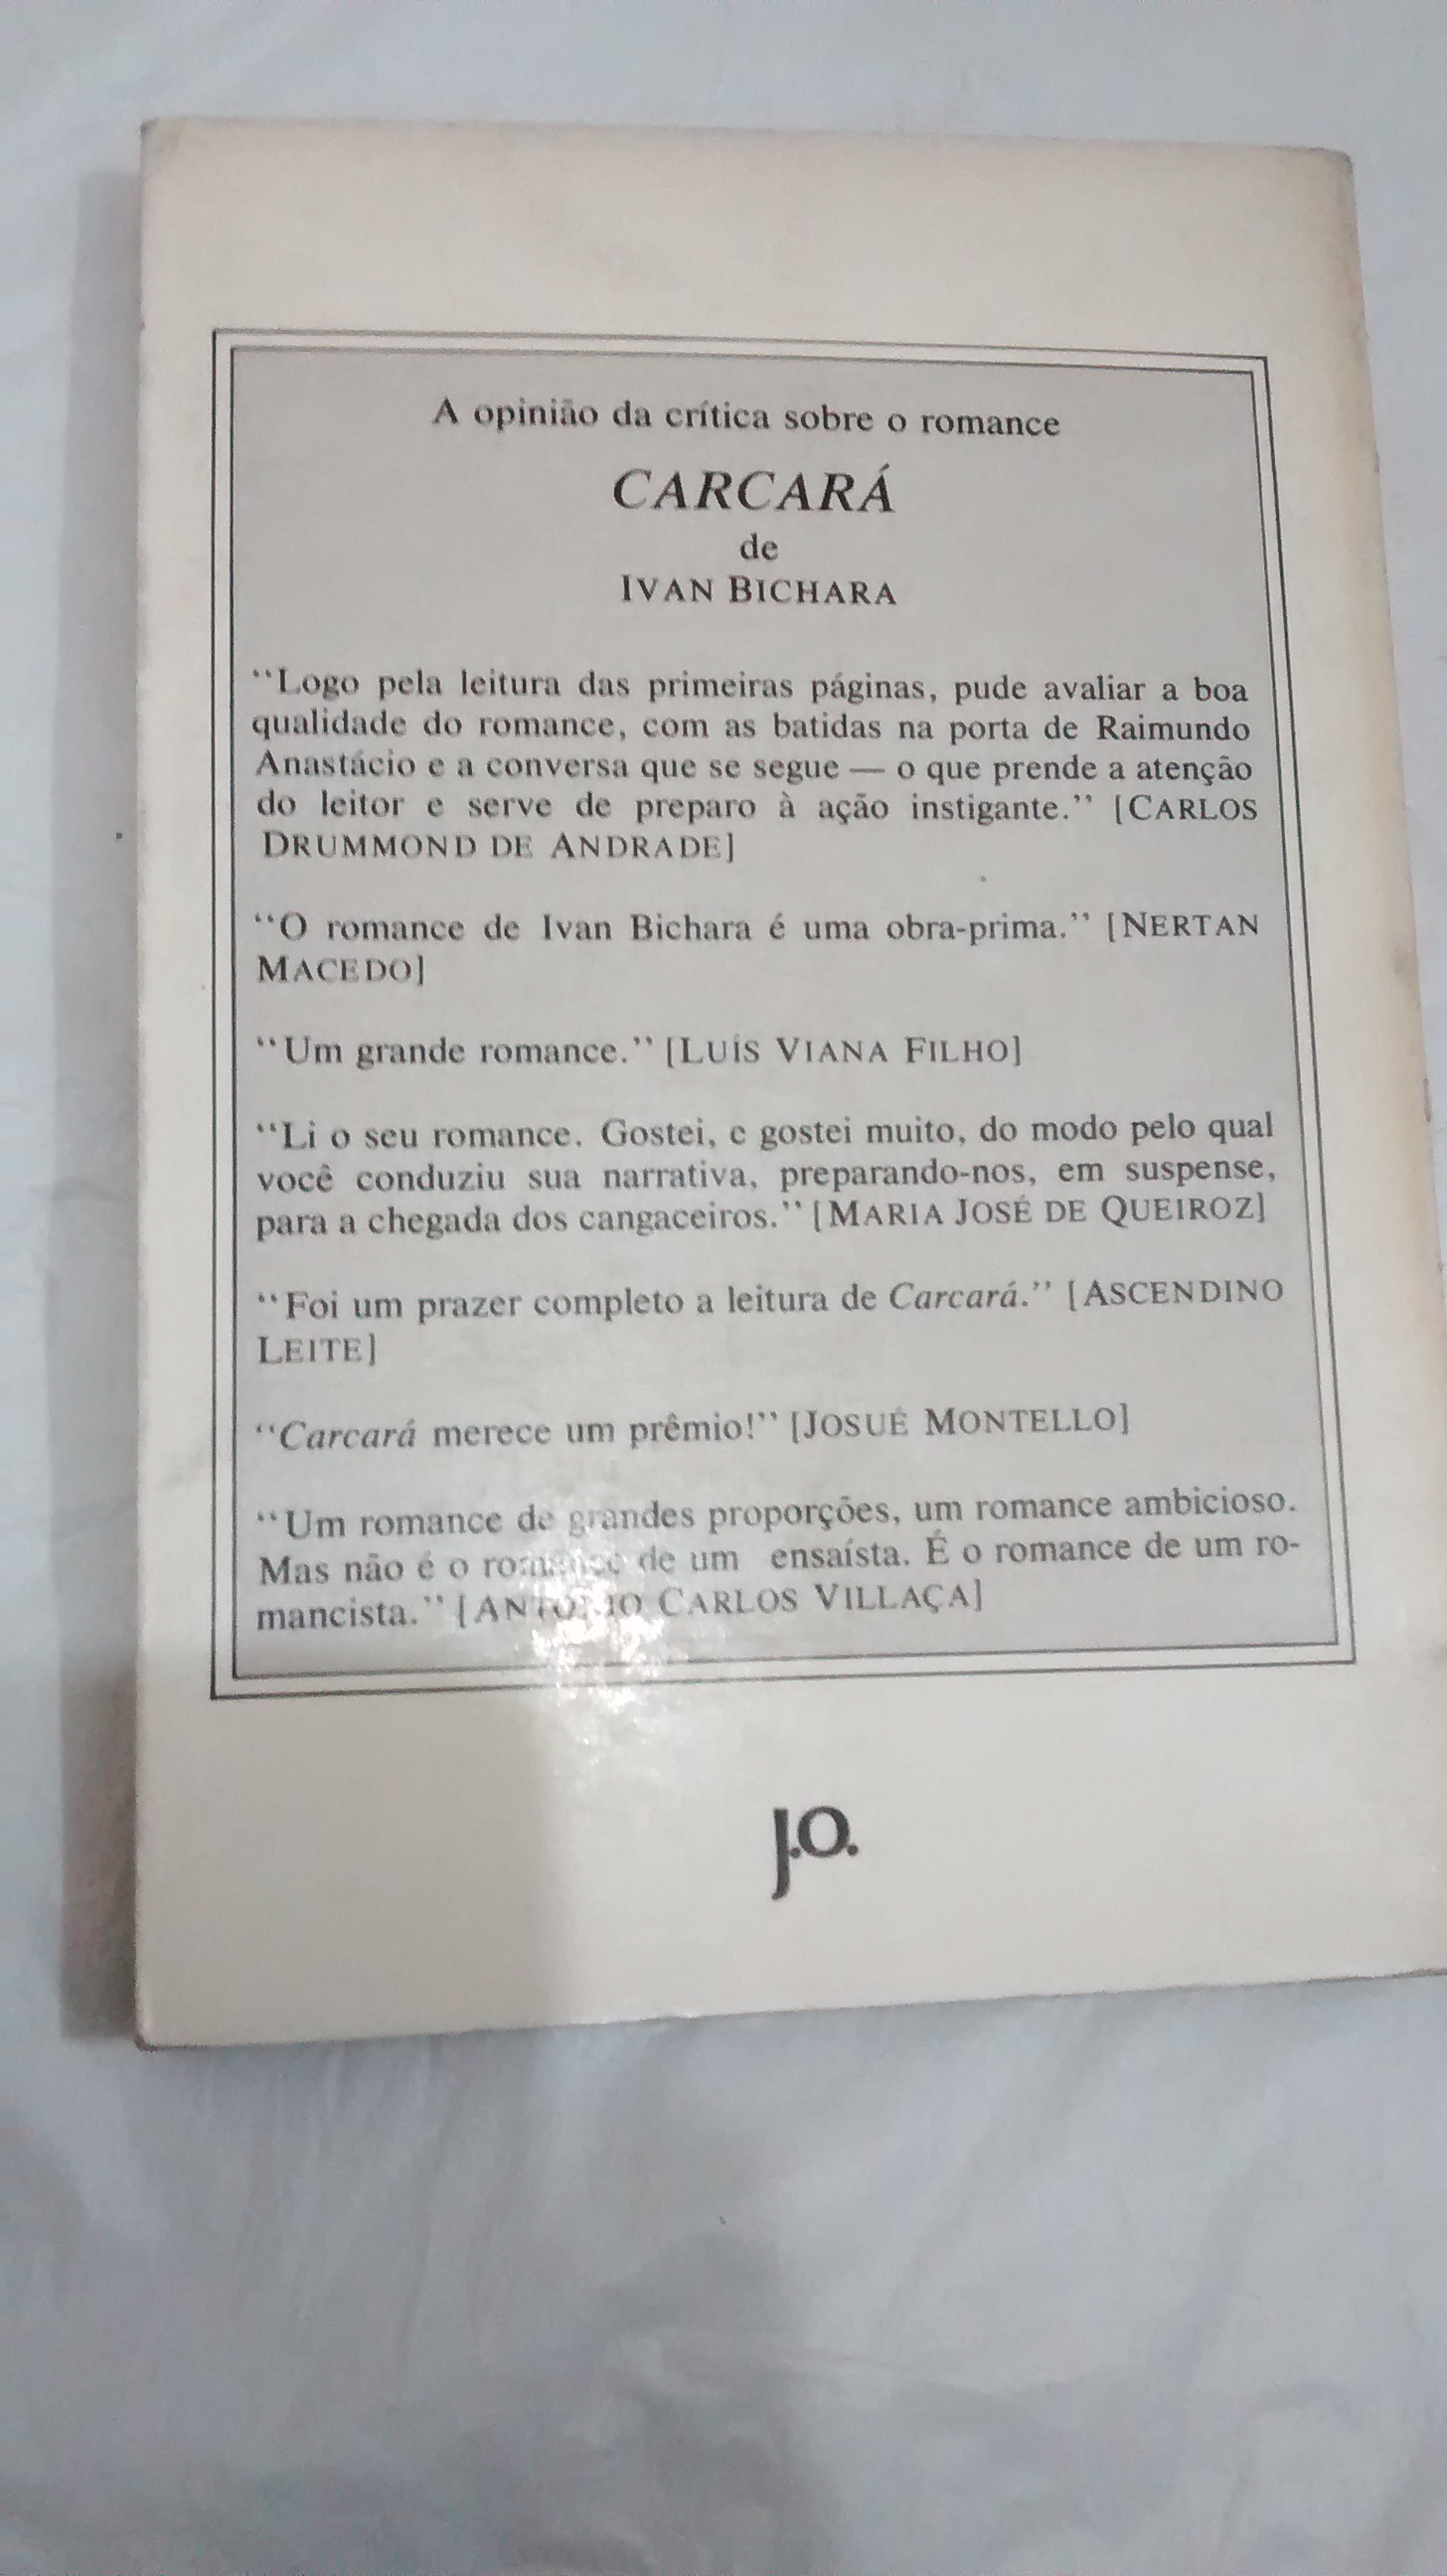 A opinião da crítica sobre o romance
CARCARÁ
de
IVAN BICHARA
“Logo pela leitura das primeiras páginas, pude avaliar a boa
qualidade do romance, com as batidas na porta de Raimundo
Anastácio e a conversa que se segue — o que prende a atenção
do leitor e serve de preparo à ação instigante.” [CARLOS
DRUMMOND DE ANDRADE]
“O romance de Ivan Bichara é uma obra-prima.” [NERTAN
MACEDO]
“Um grande romance.” [LUÍS VIANA FILHO]
“Li o seu romance. Gostei, e gostei muito, do modo pelo qual
você conduziu sua narrativa, preparando-nos, em suspense,
para a chegada dos cangaceiros.” [MARIA JOSÉ DE QUEIROZ]
“Foi um prazer completo a leitura de Carcará.” [ASCENDINO
LEITE]
“Carcará merece um prêmio!” [JOSUÉ MONTELLO]
“Um romance de grandes proporções, um romance ambicioso.
Mas não é o romance de um ensaísta. É o romance de um ro-
mancista.” [ANTONIO CARLOS VILLAÇA]
J.O.